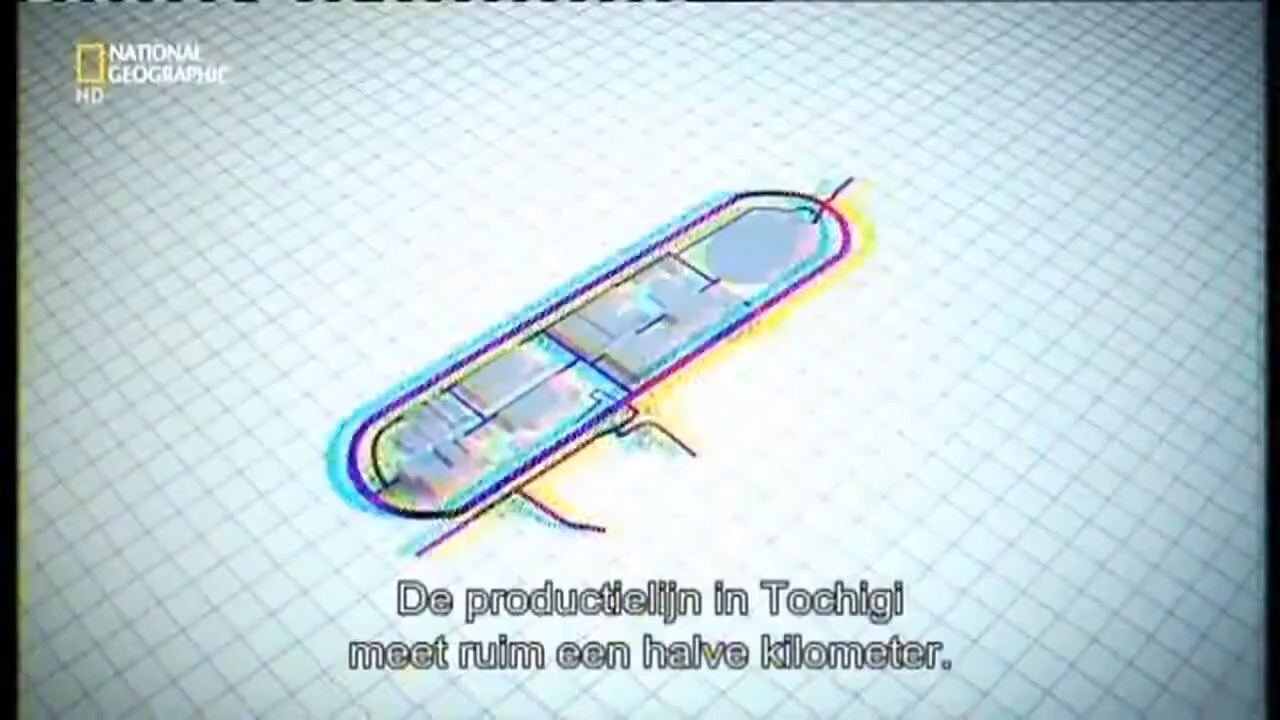 NATIONAL
GEOGRAPHIC
HD
De productielijn in Tochigi
meet ruim een halve kilometer.